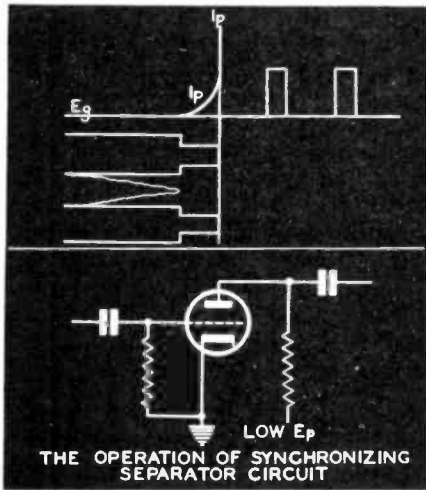 Ip
Ip
Eg
LOW Ep
THE OPERATION OF SYNCHRONIZING
SEPARATOR CIRCUIT